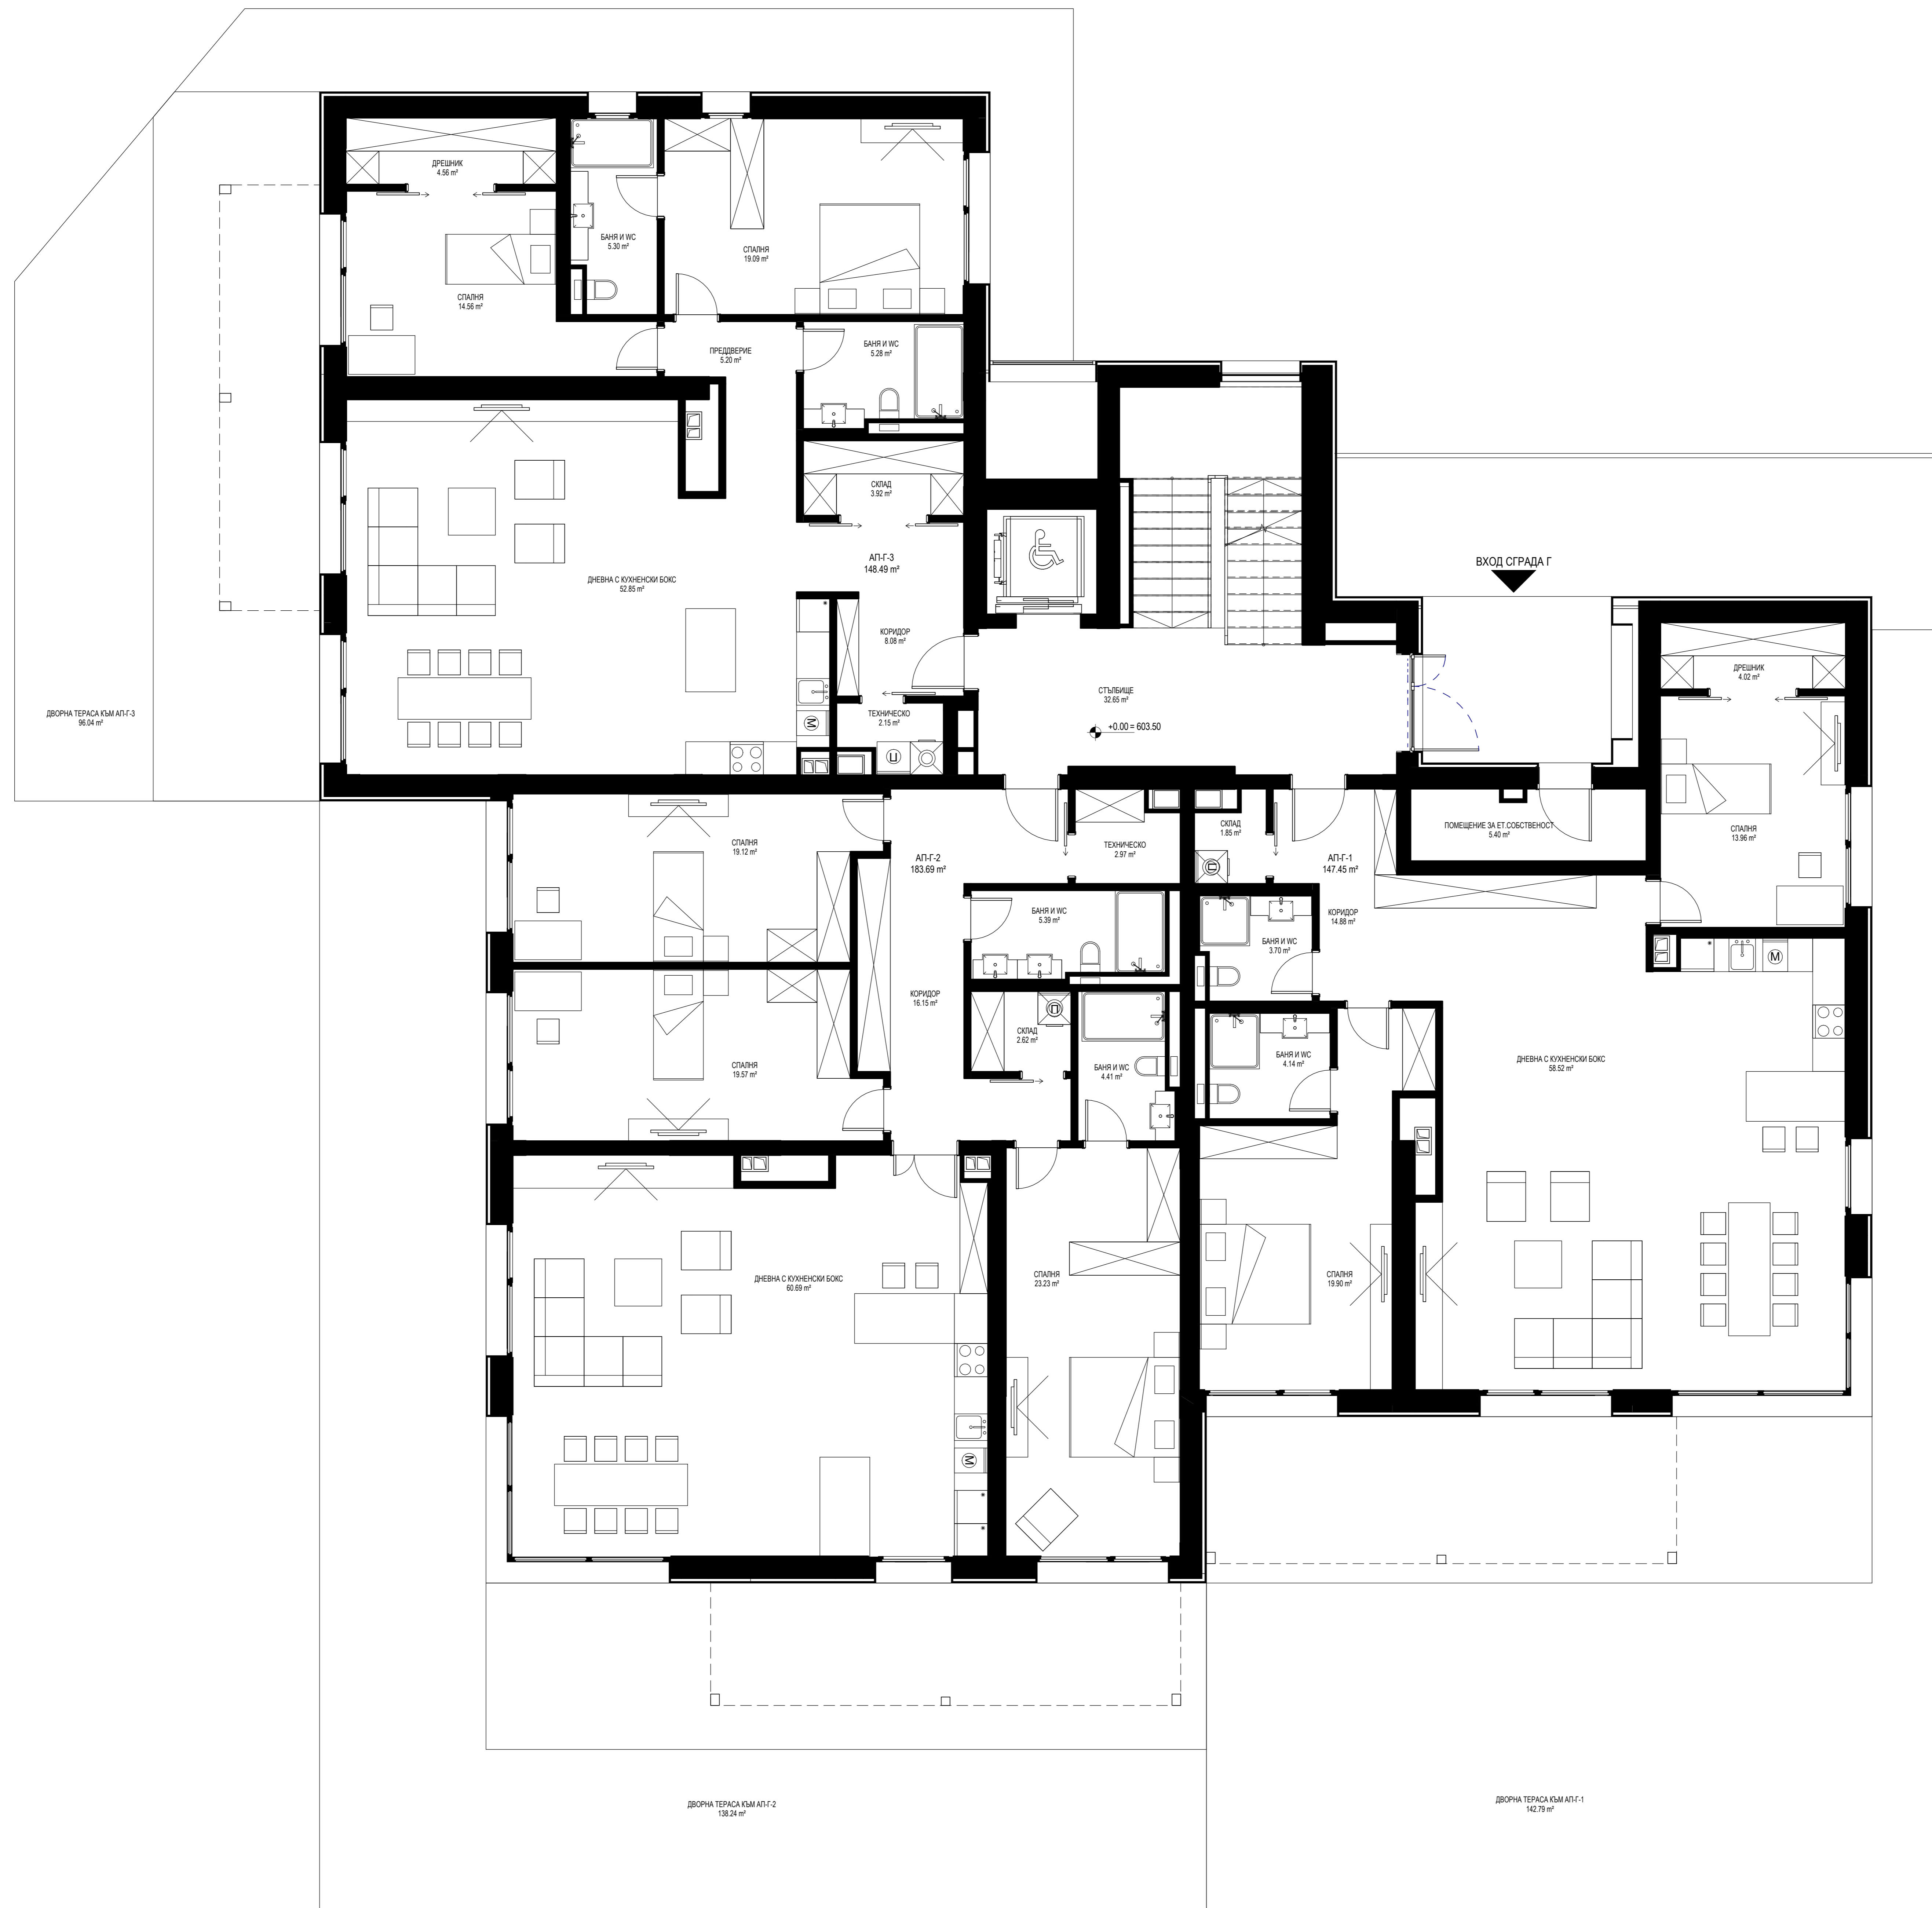 ДРЕШНИК
4.56 m²
БАНЯ И WC
5.30 m²
СПАЛНЯ
19.09 m²
СПАЛНЯ
14.56 m²
ПРЕДДВЕРИЕ
5.20 m²
БАНЯ И WC
5.28 m²
СКЛАД
3.92 m²
АП-Г-3
148.49 m²
ДНЕВНА С КУХНЕНСКИ БОКС
52.85 m²
КОРИДОР
8.08 m²
ВХОД СГРАДА Г
ДВОРНА ТЕРАСА КЪМ АП-Г-3
96.04 m²
ТЕХНИЧЕСКО
2.15 m²
M
СТЪЛБИЩЕ
32.65 m²
+0.00 = 603.50
ДРЕШНИК
4.02 m²
СПАЛНЯ
13.96 m²
ПОМЕЩЕНИЕ ЗА ЕТ.СОБСТВЕНОСТ
5.40 m²
СПАЛНЯ
19.12 m²
АП-Г-2
183.69 m²
ТЕХНИЧЕСКО
2.97 m²
СКЛАД
1.85 m²
АП-Г-1
147.45 m²
БАНЯ И WC
5.39 m²
КОРИДОР
14.88 m²
БАНЯ И WC
3.70 m²
M
КОРИДОР
16.15 m²
СКЛАД
2.62 m²
СПАЛНЯ
19.57 m²
БАНЯ И WC
4.41 m²
БАНЯ И WC
4.14 m²
ДНЕВНА С КУХНЕНСКИ БОКС
58.52 m²
ДНЕВНА С КУХНЕНСКИ БОКС
60.69 m²
СПАЛНЯ
23.23 m²
СПАЛНЯ
19.90 m²
M
ДВОРНА ТЕРАСА КЪМ АП-Г-2
138.24 m²
ДВОРНА ТЕРАСА КЪМ АП-Г-1
142.79 m²